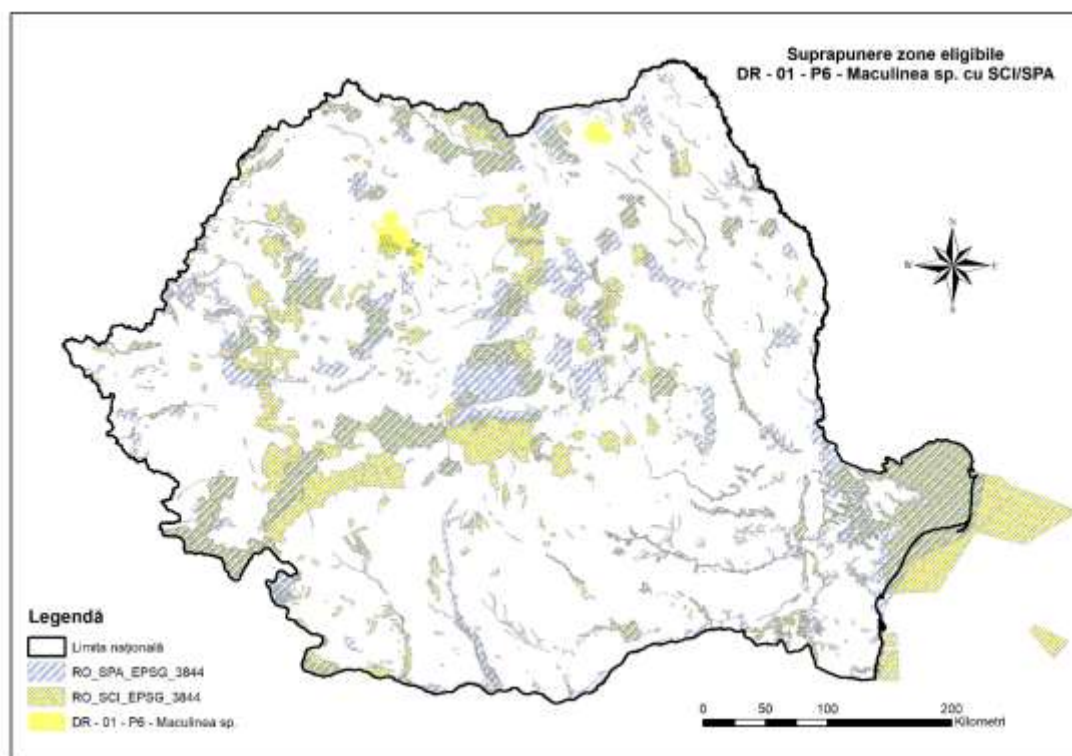 Suprapunere zone eligibile
DR - 01 - P6 - Maculinea sp. cu SCI/SPA
N
W
E
S
Legendă
Limita națională
RO_SPA_EPSG_3844
RO_SCI_EPSG_3844
DR - 01 - P6 - Maculinea sp.
0 50 100 200
Kilometri